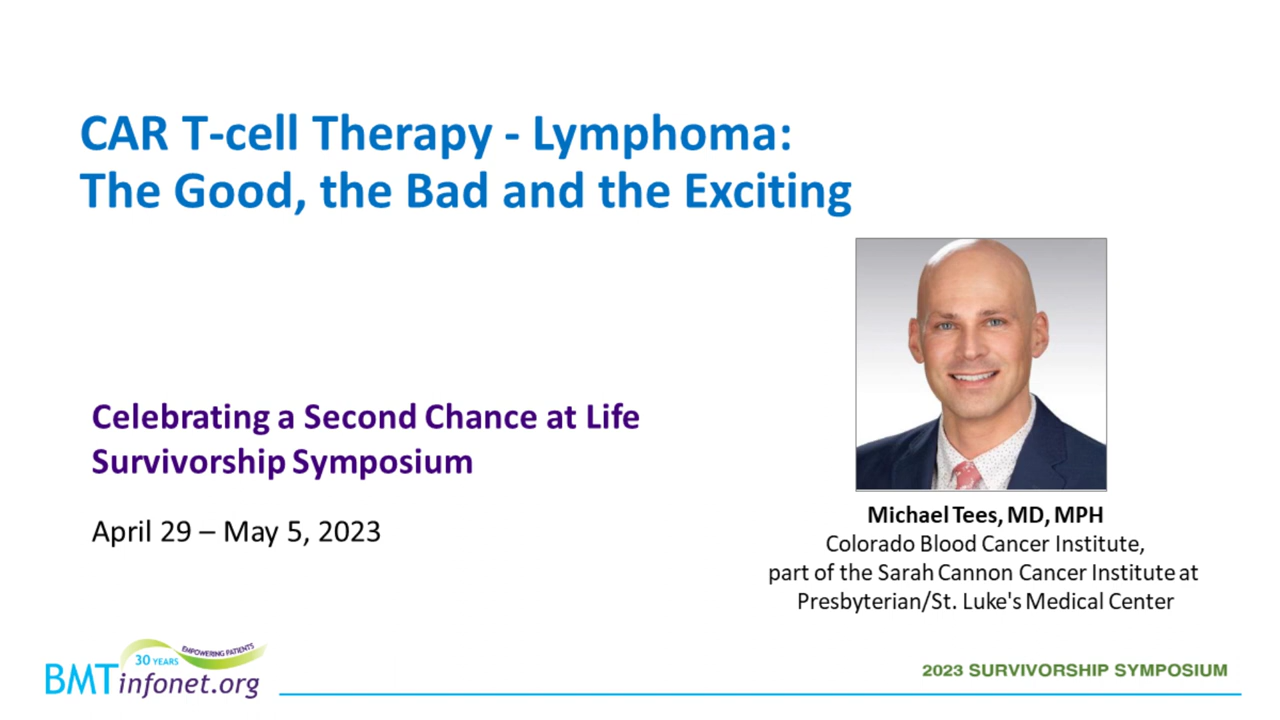 CAR T-cell Therapy - Lymphoma:
The Good, the Bad and the Exciting
Celebrating a Second Chance at Life
Survivorship Symposium
April 29 – May 5, 2023
Michael Tees, MD, MPH
Colorado Blood Cancer Institute,
part of the Sarah Cannon Cancer Institute at
Presbyterian/St. Luke's Medical Center
30 YEARS
EMPOWERING PATIENTS
BMTinfonet.org
2023 SURVIVORSHIP SYMPOSIUM